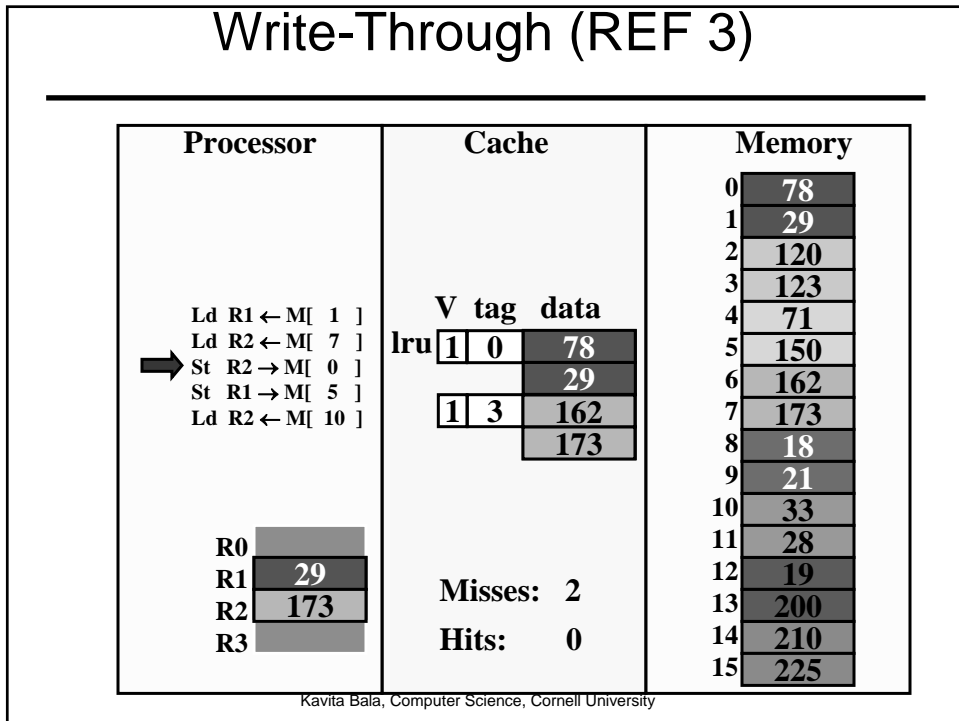 Write-Through (REF 3)
Processor
Ld R1 ← M[ 1 ]
Ld R2 ← M[ 7 ]
St R2 → M[ 0 ]
St R1 → M[ 5 ]
Ld R2 ← M[ 10 ]
R0
R1 29
R2 173
R3
Cache
V tag data
lru 1 0 78
29
1 3 162
173
Misses: 2
Hits: 0
Memory
0 78
1 29
2 120
3 123
4 71
5 150
6 162
7 173
8 18
9 21
10 33
11 28
12 19
13 200
14 210
15 225
Kavita Bala, Computer Science, Cornell University